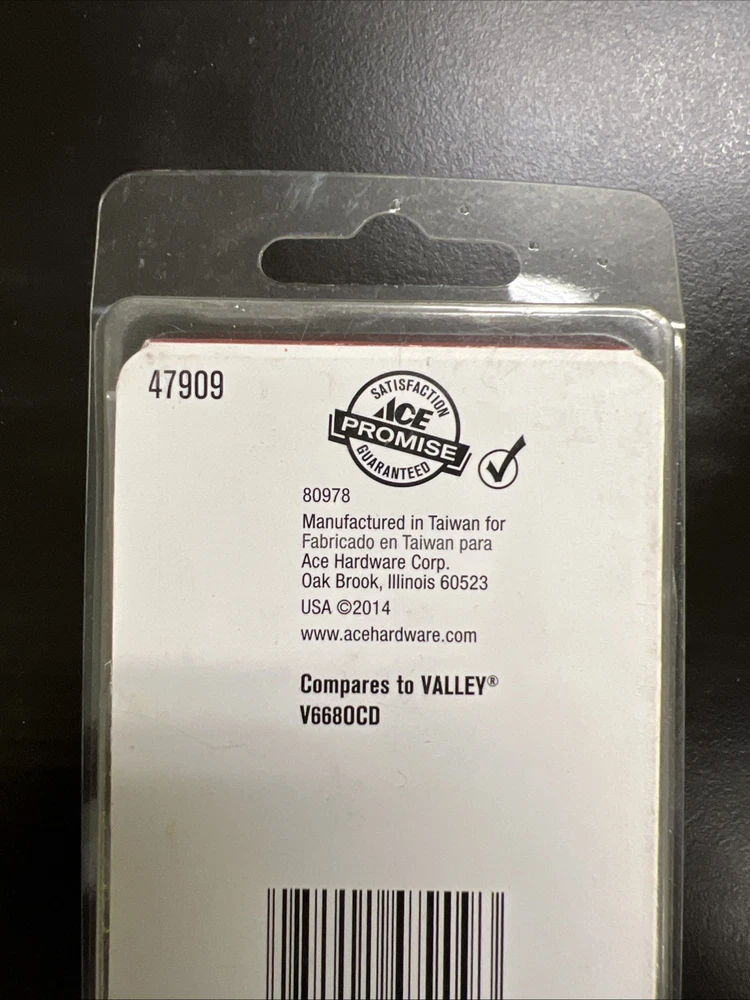 47909
SATISFACTION
ACE
PROMISE
GUARANTEED
80978
Manufactured in Taiwan for
Fabricado en Taiwan para
Ace Hardware Corp.
Oak Brook, Illinois 60523
USA ©2014
www.acehardware.com
Compares to VALLEY®
V6680CD